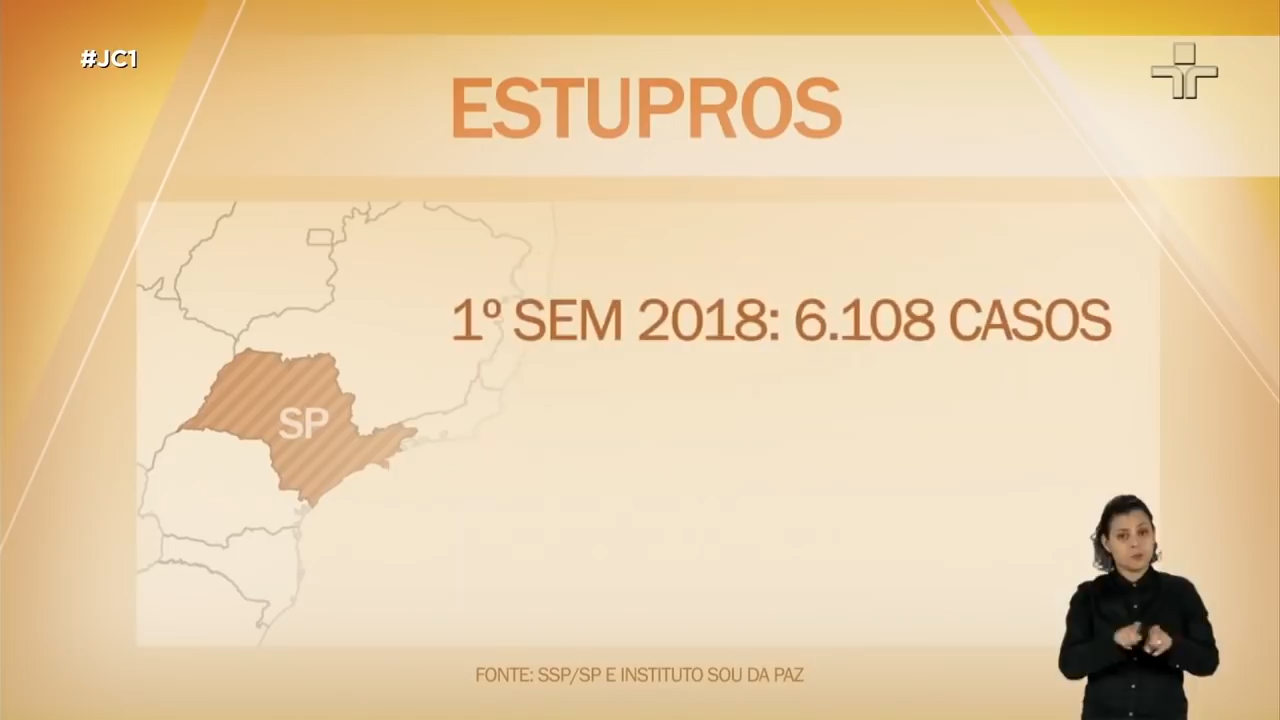 #JC1
ESTUPROS
1º SEM 2018: 6.108 CASOS
SP
FONTE: SSP/SP E INSTITUTO SOU DA PAZ